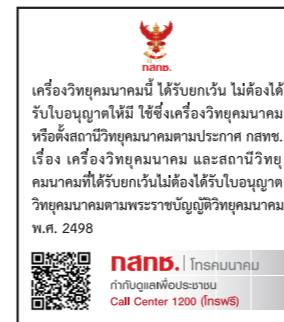 กสทช.
เครื่องวิทยุคมนาคมนี้ ได้รับยกเว้น ไม่ต้องได้
รับใบอนุญาตให้มี ใช้ซึ่งเครื่องวิทยุคมนาคม
หรือตั้งสถานีวิทยุคมนาคมตามประกาศ กสทช.
เรื่อง เครื่องวิทยุคมนาคม และสถานีวิทยุ
คมนาคมที่ได้รับยกเว้นไม่ต้องได้รับใบอนุญาต
วิทยุคมนาคมตามพระราชบัญญัติวิทยุคมนาคม
พ.ศ. 2498
กสทช. | โทรคมนาคม
กำกับดูแลเพื่อประชาชน
Call Center 1200 (โทรฟรี)